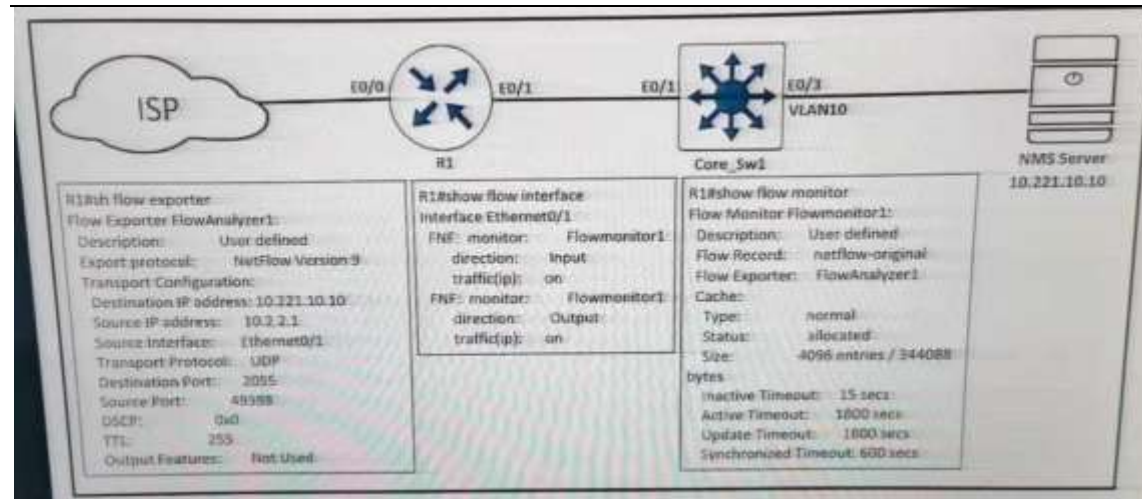 ISP
E0/0
E0/1
E0/1
E0/3
VLAN10
R1
Core_Sw1
NMS Server
10.221.10.10
R1#sh flow exporter
Flow Exporter FlowAnalyzer1:
Description: User defined
Export protocol: NetFlow Version 9
Transport Configuration:
Destination IP address: 10.221.10.10
Source IP address: 10.2.2.1
Source Interface: Ethernet0/1
Transport Protocol: UDP
Destination Port: 2055
Source Port: 49398
DSCP: 0x0
TTL: 255
Output Features: Not Used
R1#show flow interface
Interface Ethernet0/1
FNF: monitor: Flowmonitor1
direction: Input
traffic(ip): on
FNF: monitor: Flowmonitor1
direction: Output
traffic(ip): on
R1#show flow monitor
Flow Monitor Flowmonitor1:
Description: User defined
Flow Record: netflow-original
Flow Exporter: FlowAnalyzer1
Cache:
Type: normal
Status: allocated
Size: 4096 entries / 344088
bytes
Inactive Timeout: 15 secs
Active Timeout: 1800 secs
Update Timeout: 1800 secs
Synchronized Timeout: 600 secs